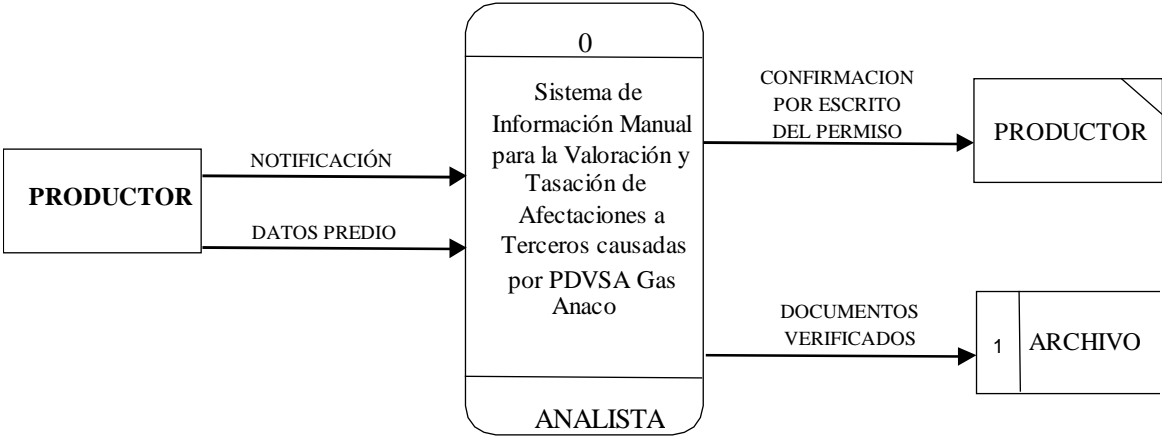 PRODUCTOR
NOTIFICACIÓN
DATOS PREDIO
0
Sistema de
Información Manual
para la Valoración y
Tasación de
Afectaciones a
Terceros causadas
por PDVSA Gas
Anaco
ANALISTA
CONFIRMACION
POR ESCRITO
DEL PERMISO
PRODUCTOR
DOCUMENTOS
VERIFICADOS
1 ARCHIVO